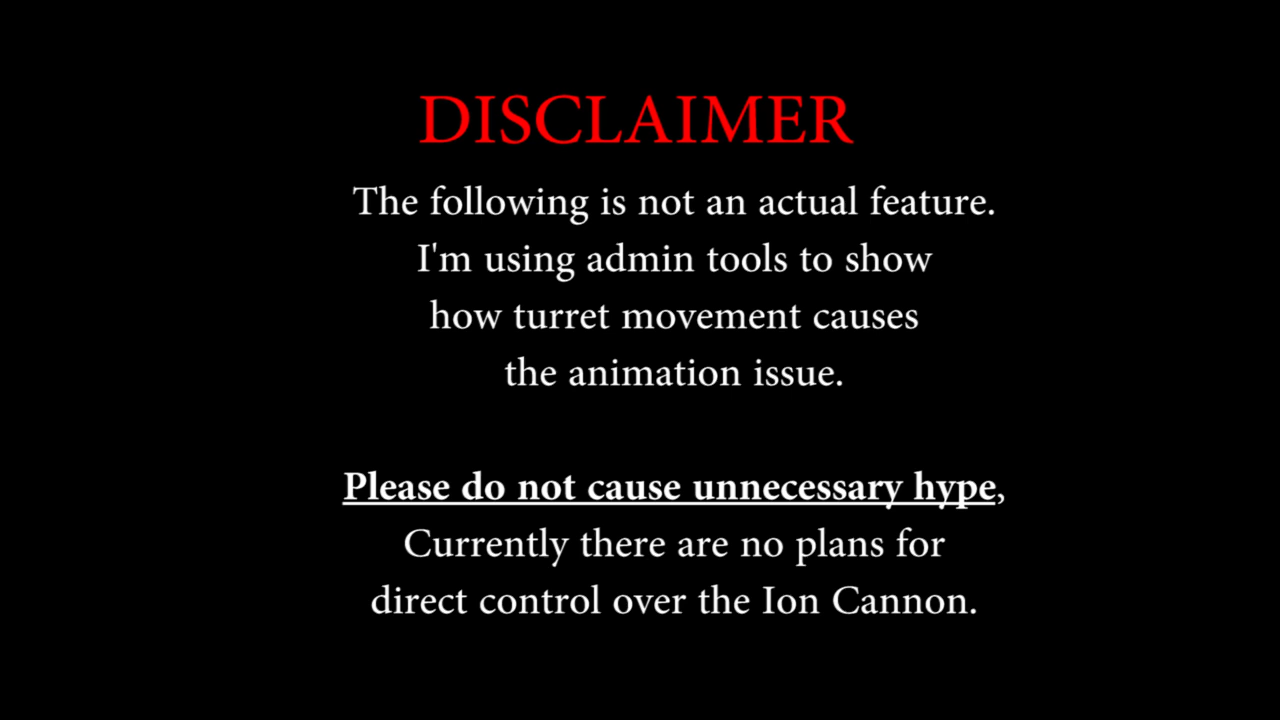 DISCLAIMER
The following is not an actual feature.
I'm using admin tools to show
how turret movement causes
the animation issue.
Please do not cause unnecessary hype,
Currently there are no plans for
direct control over the Ion Cannon.